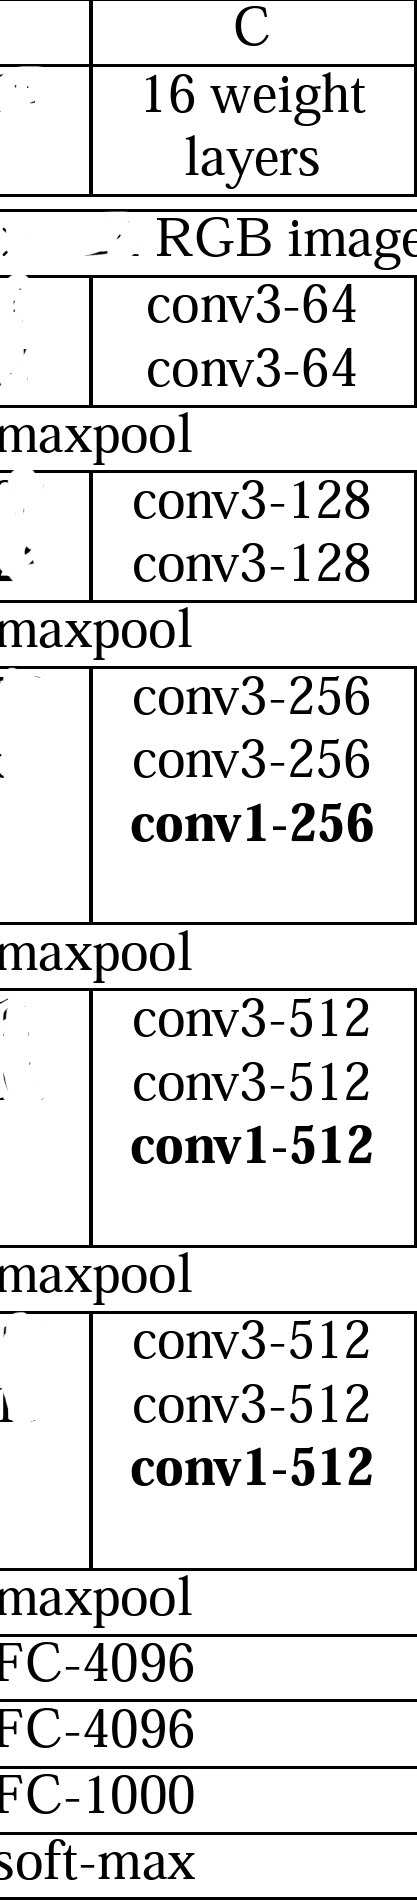 C
16 weight
layers
RGB image
conv3-64
conv3-64
maxpool
conv3-128
conv3-128
maxpool
conv3-256
conv3-256
conv1-256
maxpool
conv3-512
conv3-512
conv1-512
maxpool
conv3-512
conv3-512
conv1-512
maxpool
FC-4096
FC-4096
FC-1000
soft-max